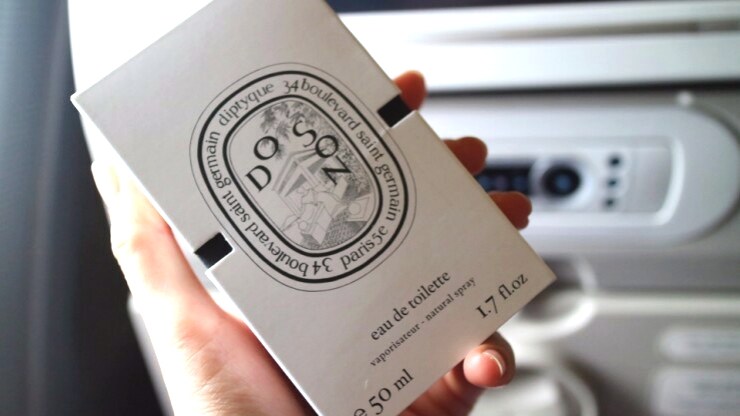 diptyque 34 boulevard saint germain paris 5e
34 boulevard saint germain
DO SON
eau de toilette
vaporisateur - natural spray
e 50 ml 1.7 fl.oz